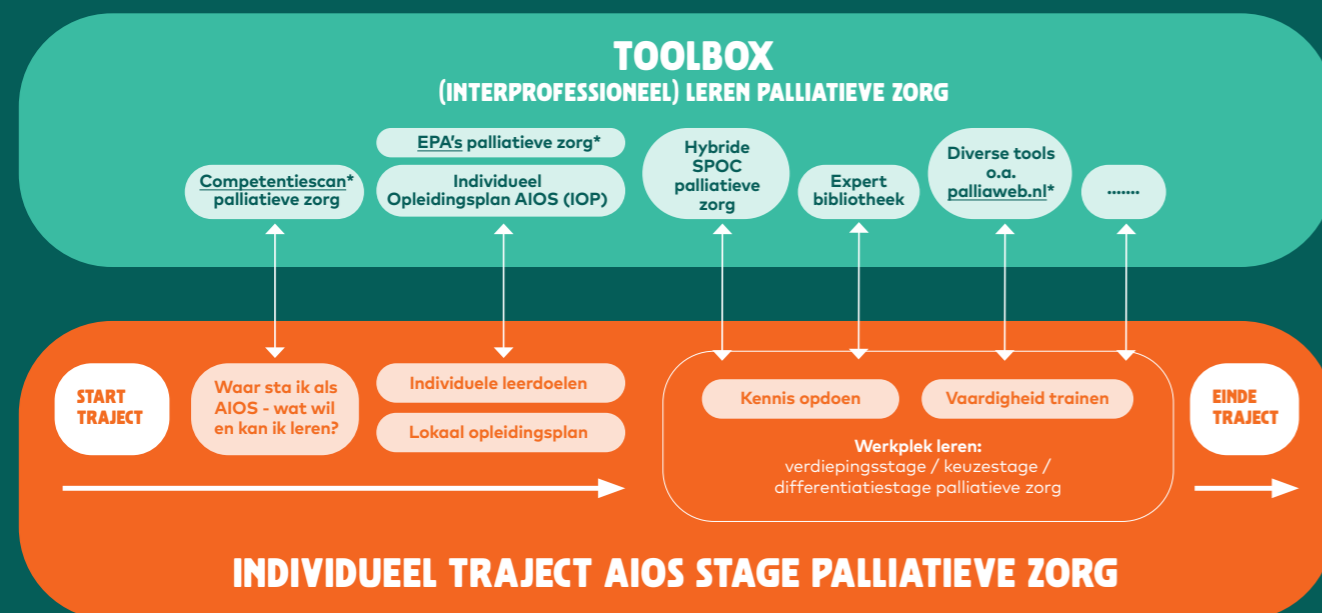 TOOLBOX
(INTERPROFESSIONEEL) LEREN PALLIATIEVE ZORG
Competentiescan*
palliatieve zorg
EPA's palliatieve zorg*
Individueel
Opleidingsplan AIOS (IOP)
Hybride
SPOC
palliatieve
zorg
Expert
bibliotheek
Diverse tools
o.a.
palliaweb.nl*
.......
START
TRAJECT
Waar sta ik als
AIOS - wat wil
en kan ik leren?
Individuele leerdoelen
Lokaal opleidingsplan
Kennis opdoen
Vaardigheid trainen
Werkplek leren:
verdiepingsstage / keuzestage /
differentiatiestage palliatieve zorg
EINDE
TRAJECT
INDIVIDUEEL TRAJECT AIOS STAGE PALLIATIEVE ZORG